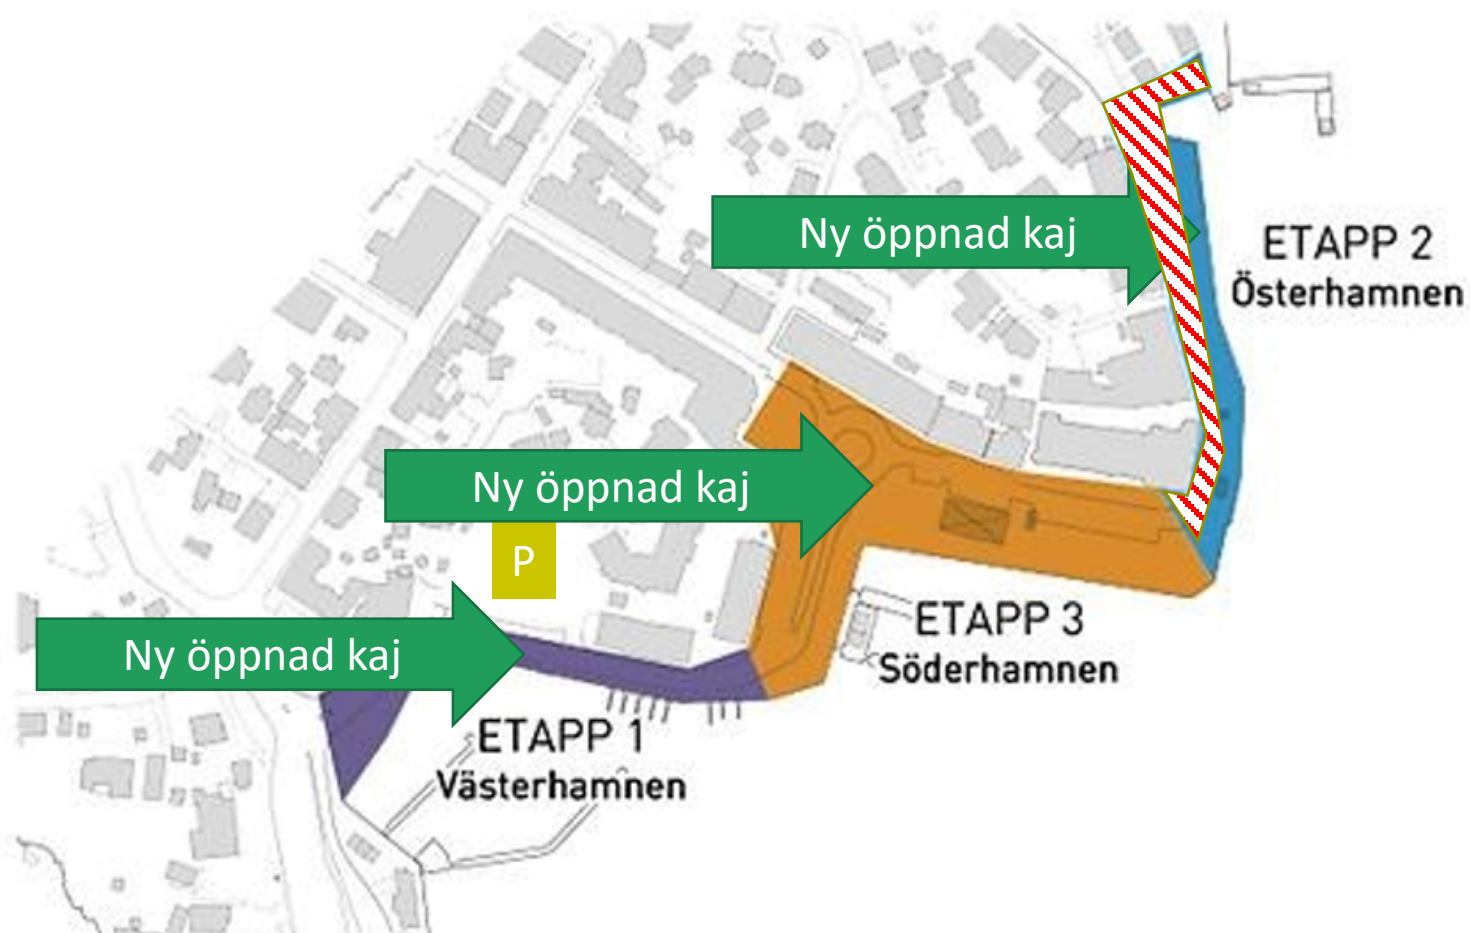 Ny öppnad kaj
ETAPP 2
Österhamnen
Ny öppnad kaj
P
ETAPP 3
Söderhamnen
Ny öppnad kaj
ETAPP 1
Västerhamnen